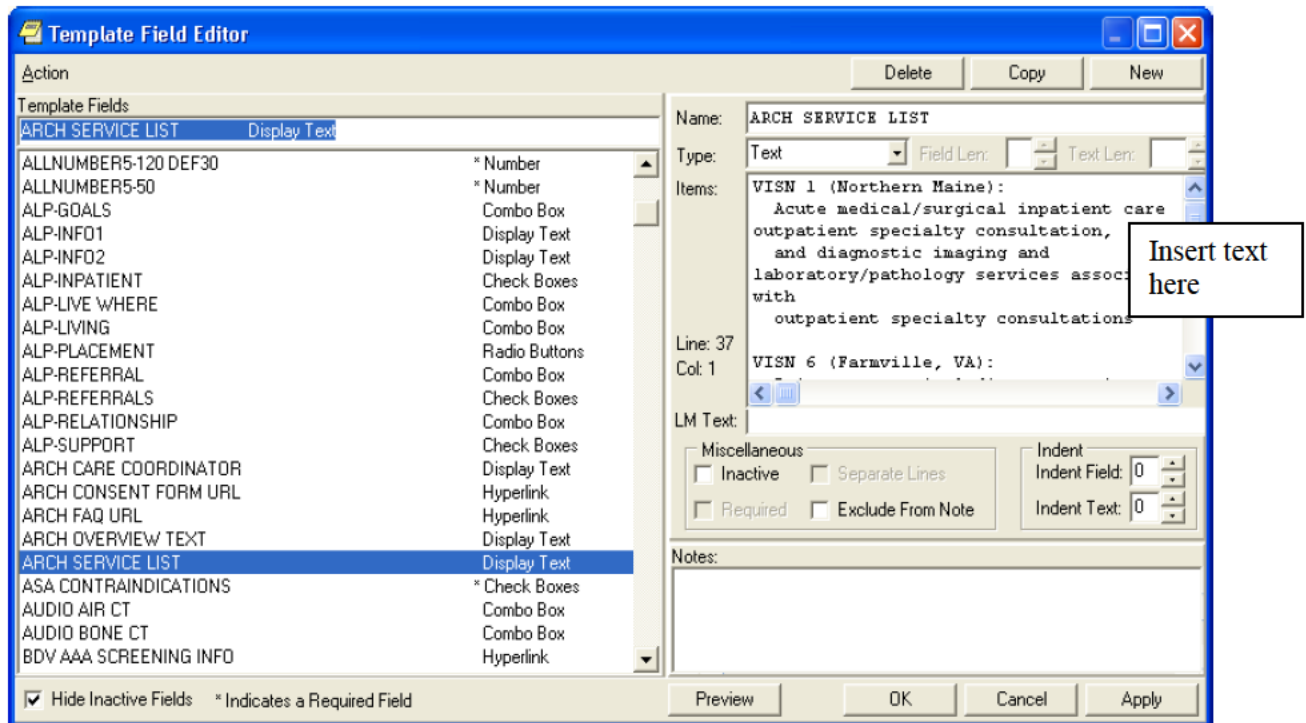 Template Field Editor
Action Delete Copy New
Template Fields
ARCH SERVICE LIST Display Text
ALLNUMBER5-120 DEF30 * Number
ALLNUMBER5-50 * Number
ALP-GOALS Combo Box
ALP-INFO1 Display Text
ALP-INFO2 Display Text
ALP-INPATIENT Check Boxes
ALP-LIVE WHERE Combo Box
ALP-LIVING Combo Box
ALP-PLACEMENT Radio Buttons
ALP-REFERRAL Combo Box
ALP-REFERRALS Check Boxes
ALP-RELATIONSHIP Combo Box
ALP-SUPPORT Check Boxes
ARCH CARE COORDINATOR Display Text
ARCH CONSENT FORM URL Hyperlink
ARCH FAQ URL Hyperlink
ARCH OVERVIEW TEXT Display Text
ARCH SERVICE LIST Display Text
ASA CONTRAINDICATIONS * Check Boxes
AUDIO AIR CT Combo Box
AUDIO BONE CT Combo Box
BDV AAA SCREENING INFO Hyperlink
Hide Inactive Fields * Indicates a Required Field
Name: ARCH SERVICE LIST
Type: Text Field Len: Text Len:
Items:
VISN 1 (Northern Maine):
Acute medical/surgical inpatient care
outpatient specialty consultation,
and diagnostic imaging and
laboratory/pathology services assoc
with
outpatient specialty consultations
VISN 6 (Farmville, VA):
Line: 37
Col: 1
LM Text:
Miscellaneous
Inactive Separate Lines
Required Exclude From Note
Indent
Indent Field: 0
Indent Text: 0
Notes:
Preview OK Cancel Apply
Insert text
here